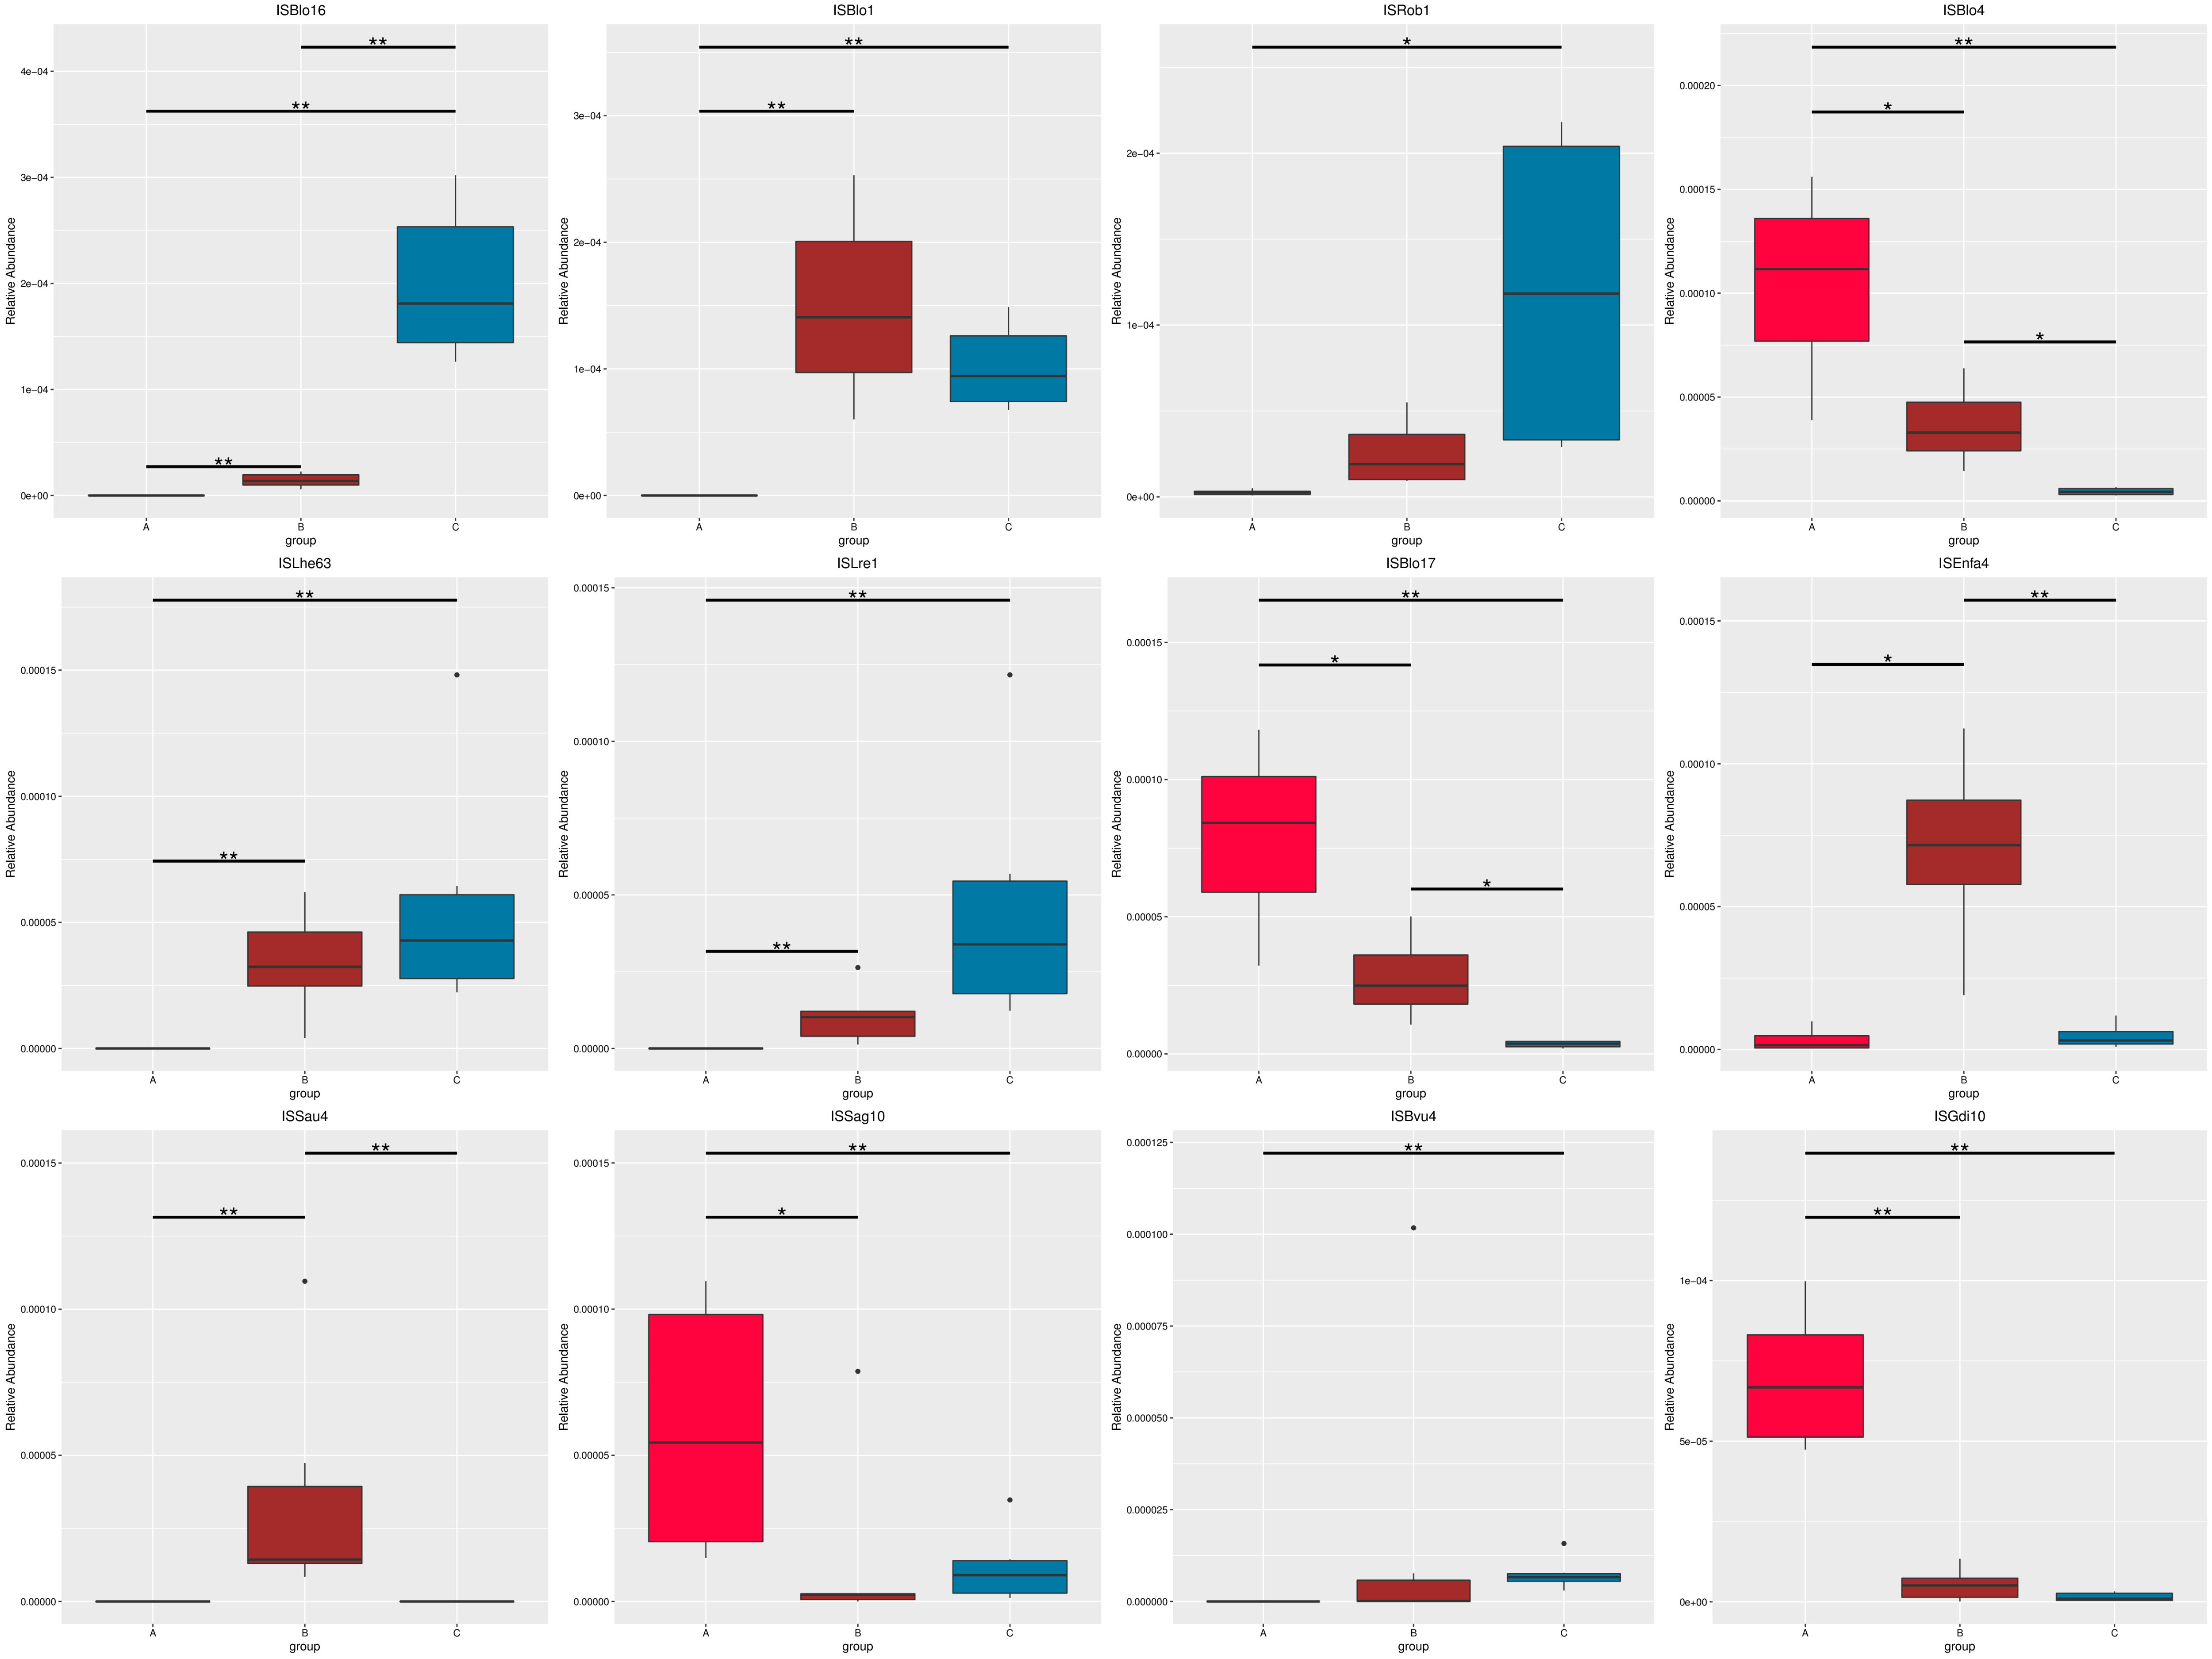 ISBlo16
**
**
**
4e−04
3e−04
2e−04
1e−04
0e+00
Relative Abundance
A B C
group
ISBlo1
**
**
3e−04
2e−04
1e−04
0e+00
Relative Abundance
A B C
group
ISRob1
*
2e−04
1e−04
0e+00
Relative Abundance
A B C
group
ISBlo4
**
*
*
0.00020
0.00015
0.00010
0.00005
0.00000
Relative Abundance
A B C
group
ISLhe63
**
**
0.00015
0.00010
0.00005
0.00000
Relative Abundance
A B C
group
ISLre1
**
**
0.00015
0.00010
0.00005
0.00000
Relative Abundance
A B C
group
ISBlo17
**
*
*
0.00015
0.00010
0.00005
0.00000
Relative Abundance
A B C
group
ISEnfa4
**
*
0.00015
0.00010
0.00005
0.00000
Relative Abundance
A B C
group
ISSau4
**
**
0.00015
0.00010
0.00005
0.00000
Relative Abundance
A B C
group
ISSag10
**
*
0.00015
0.00010
0.00005
0.00000
Relative Abundance
A B C
group
ISBvu4
**
0.000125
0.000100
0.000075
0.000050
0.000025
0.000000
Relative Abundance
A B C
group
ISGdi10
**
**
1e−04
5e−05
0e+00
Relative Abundance
A B C
group